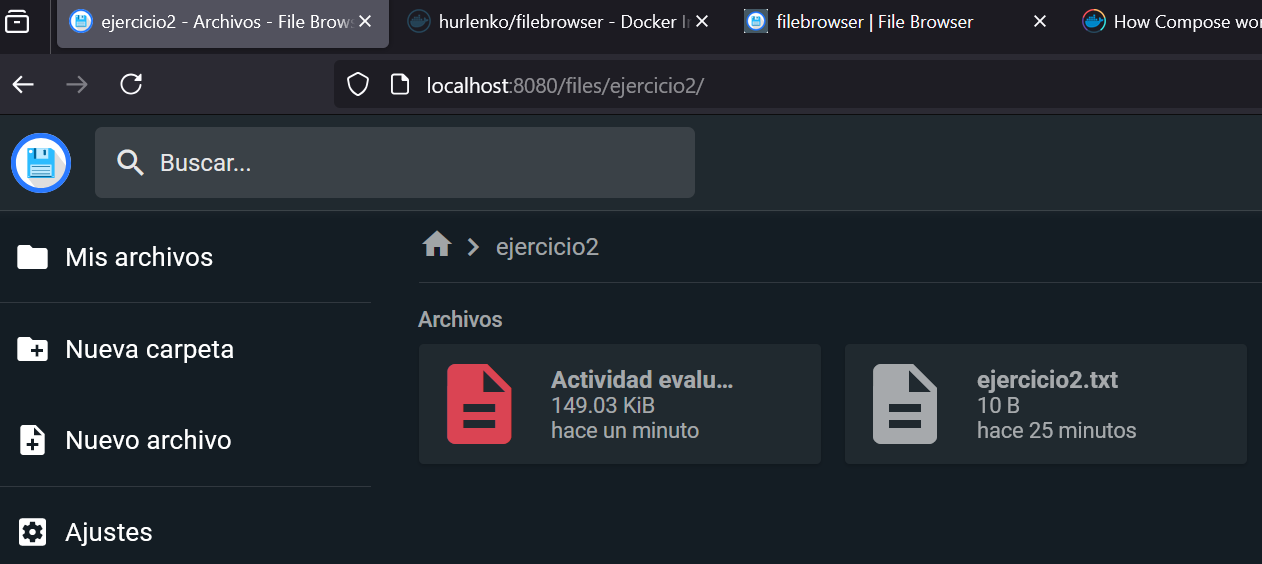 ejercicio2 - Archivos - File Brows
hurlenko/filebrowser - Docker I
filebrowser | File Browser
How Compose wor
localhost:8080/files/ejercicio2/
Buscar...
Mis archivos
Nueva carpeta
Nuevo archivo
Ajustes
ejercicio2
Archivos
Actividad evalu...
149.03 KiB
hace un minuto
ejercicio2.txt
10 B
hace 25 minutos